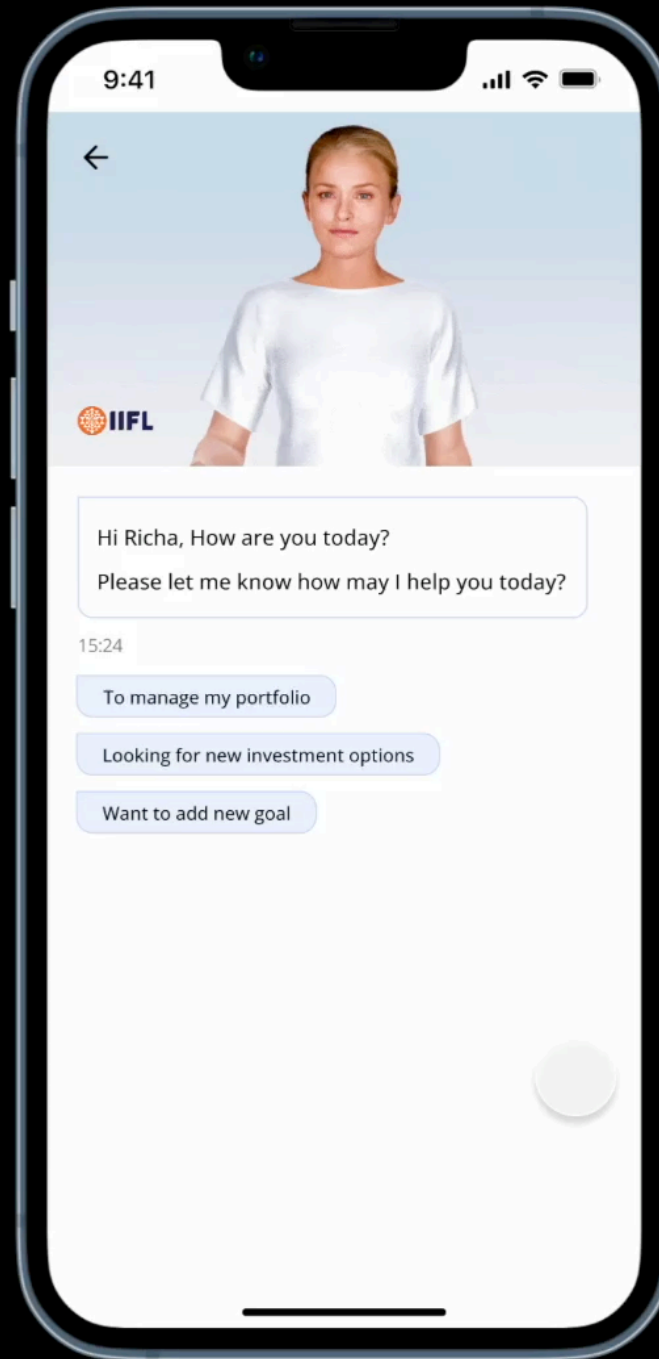 9:41
IIFL
Hi Richa, How are you today?
Please let me know how may I help you today?
15:24
To manage my portfolio
Looking for new investment options
Want to add new goal